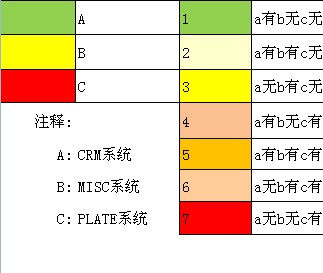 A 1 a有b无c无
B 2 a无b有c无
C 3 a无b无c有
注释: 4 a有b无c有
A: CRM系统 5 a有b有c有
B: MISC系统 6 a无b有c有
C: PLATE系统 7 a无b无c有